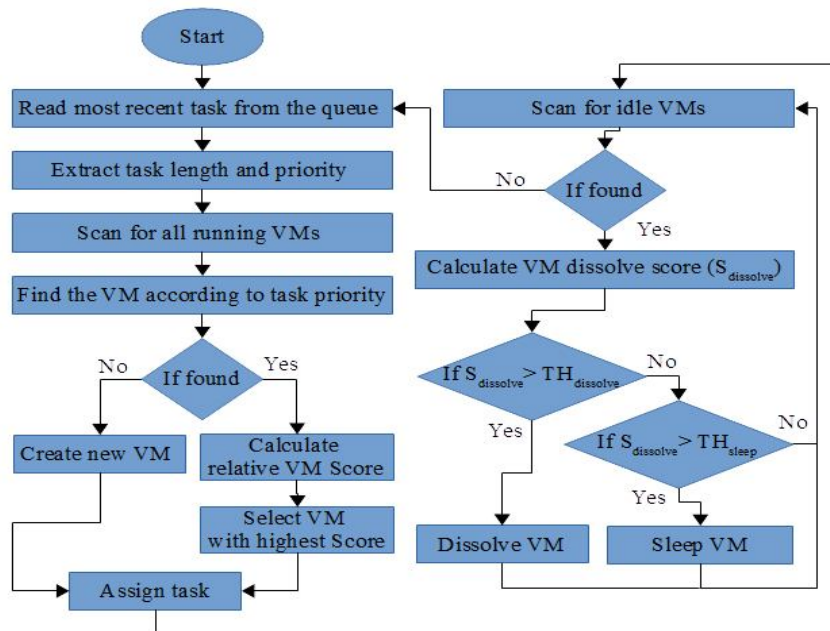 Start
Read most recent task from the queue
Extract task length and priority
Scan for all running VMs
Find the VM according to task priority
If found
No
Yes
Create new VM
Calculate
relative VM Score
Select VM
with highest Score
Assign task
Scan for idle VMs
If found
No
Yes
Calculate VM dissolve score (Sdissolve)
If Sdissolve> THdissolve
No
Yes
If Sdissolve> THsleep
No
Yes
Dissolve VM
Sleep VM